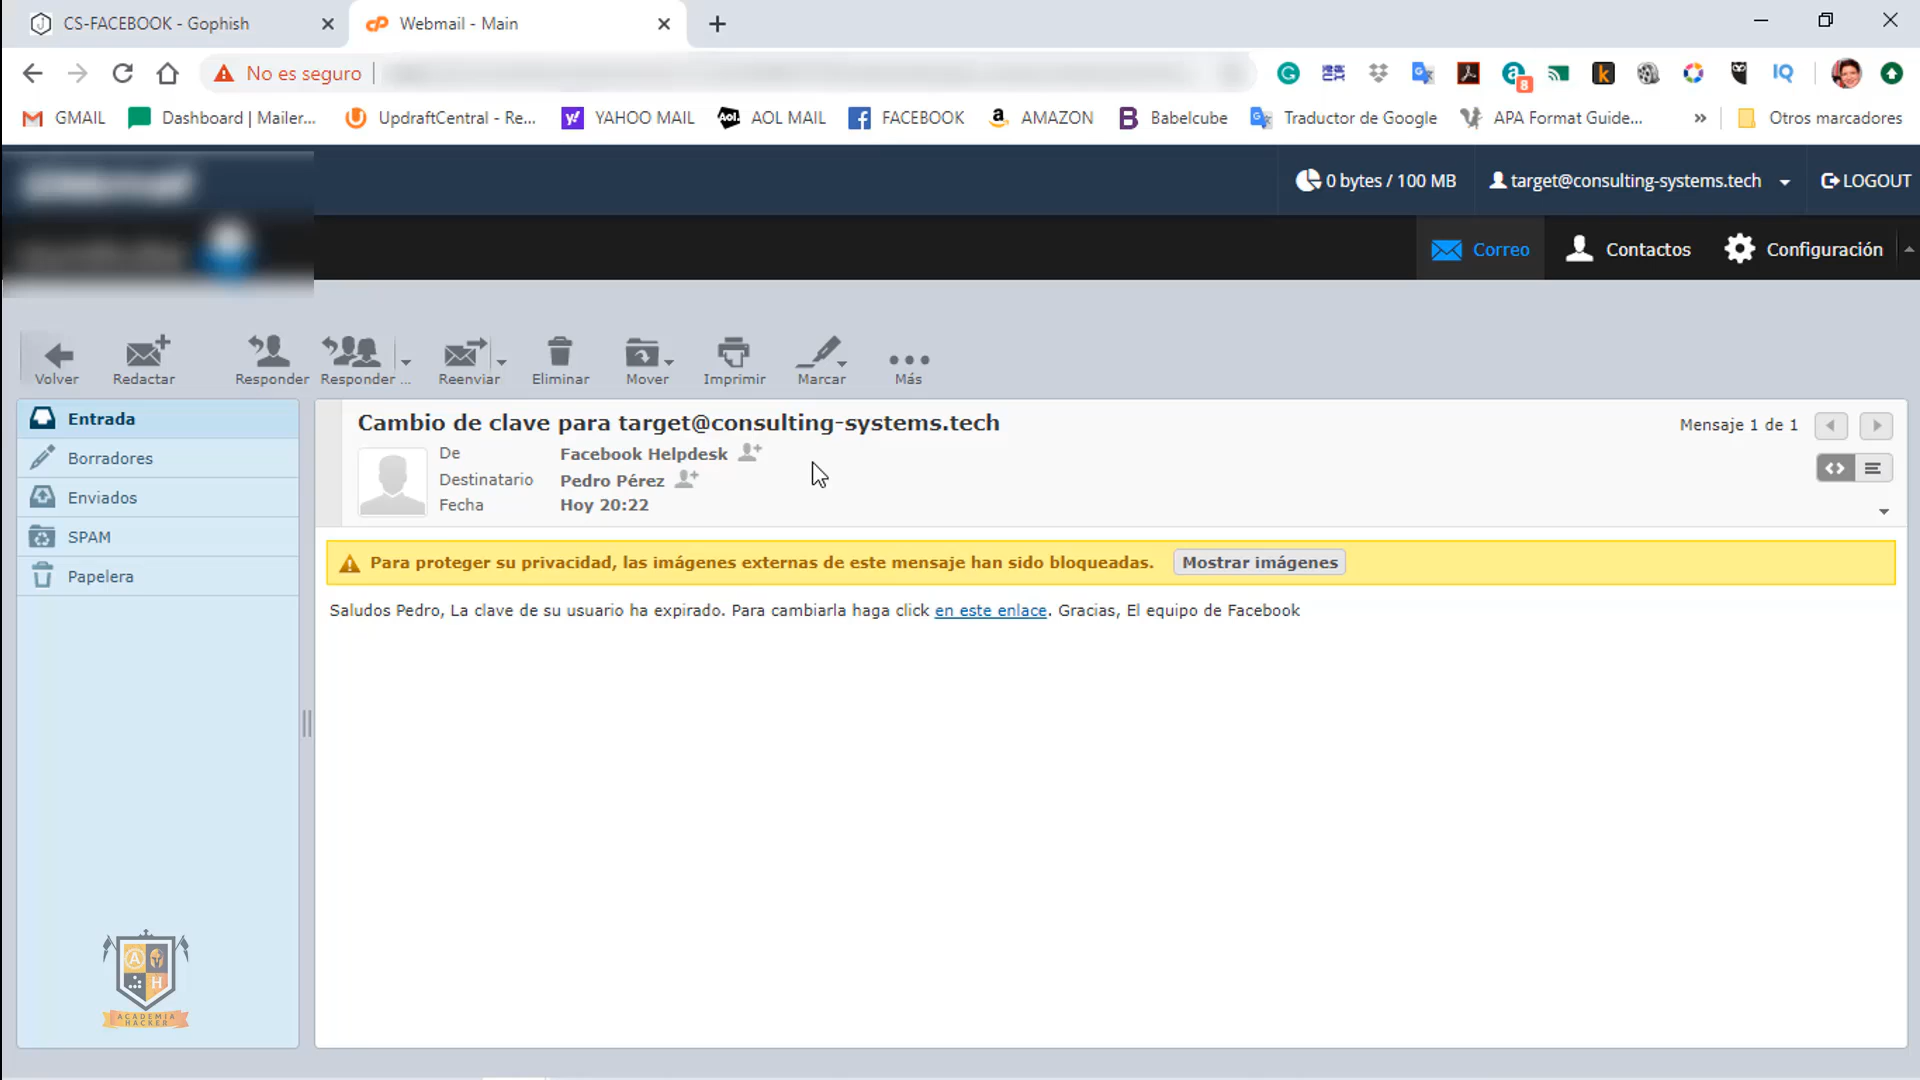 CS-FACEBOOK - Gophish
Webmail - Main
No es seguro
8
IQ
GMAIL
Dashboard | Mailer...
UpdraftCentral - Re...
YAHOO MAIL
AOL MAIL
FACEBOOK
AMAZON
Babelcube
Traductor de Google
APA Format Guide...
»
Otros marcadores
0 bytes / 100 MB
target@consulting-systems.tech
LOGOUT
Correo
Contactos
Configuración
Volver
Redactar
Responder
Responder ...
Reenviar
Eliminar
Mover
Imprimir
Marcar
Más
Entrada
Borradores
Enviados
SPAM
Papelera
Cambio de clave para target@consulting-systems.tech
Mensaje 1 de 1
De Facebook Helpdesk
Destinatario Pedro Pérez
Fecha Hoy 20:22
Para proteger su privacidad, las imágenes externas de este mensaje han sido bloqueadas. Mostrar imágenes
Saludos Pedro, La clave de su usuario ha expirado. Para cambiarla haga click en este enlace. Gracias, El equipo de Facebook
A
H
ACADEMIA
HACKER